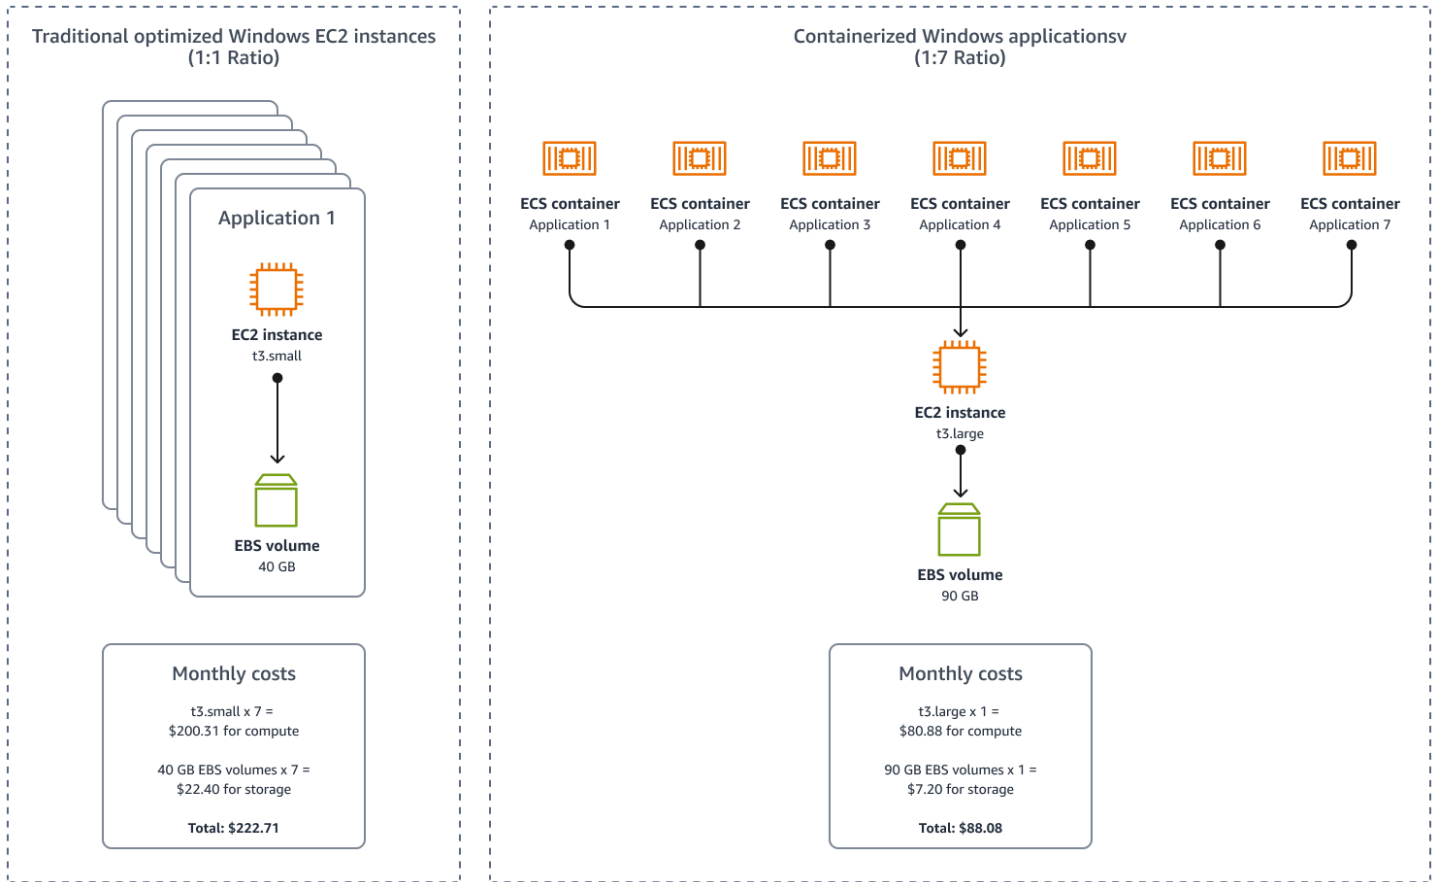 Traditional optimized Windows EC2 instances
(1:1 Ratio)
Application 1
EC2 instance
t3.small
EBS volume
40 GB
Monthly costs
t3.small x 7 =
$200.31 for compute
40 GB EBS volumes x 7 =
$22.40 for storage
Total: $222.71
Containerized Windows applicationsv
(1:7 Ratio)
ECS container
Application 1
ECS container
Application 2
ECS container
Application 3
ECS container
Application 4
ECS container
Application 5
ECS container
Application 6
ECS container
Application 7
EC2 instance
t3.large
EBS volume
90 GB
Monthly costs
t3.large x 1 =
$80.88 for compute
90 GB EBS volumes x 1 =
$7.20 for storage
Total: $88.08